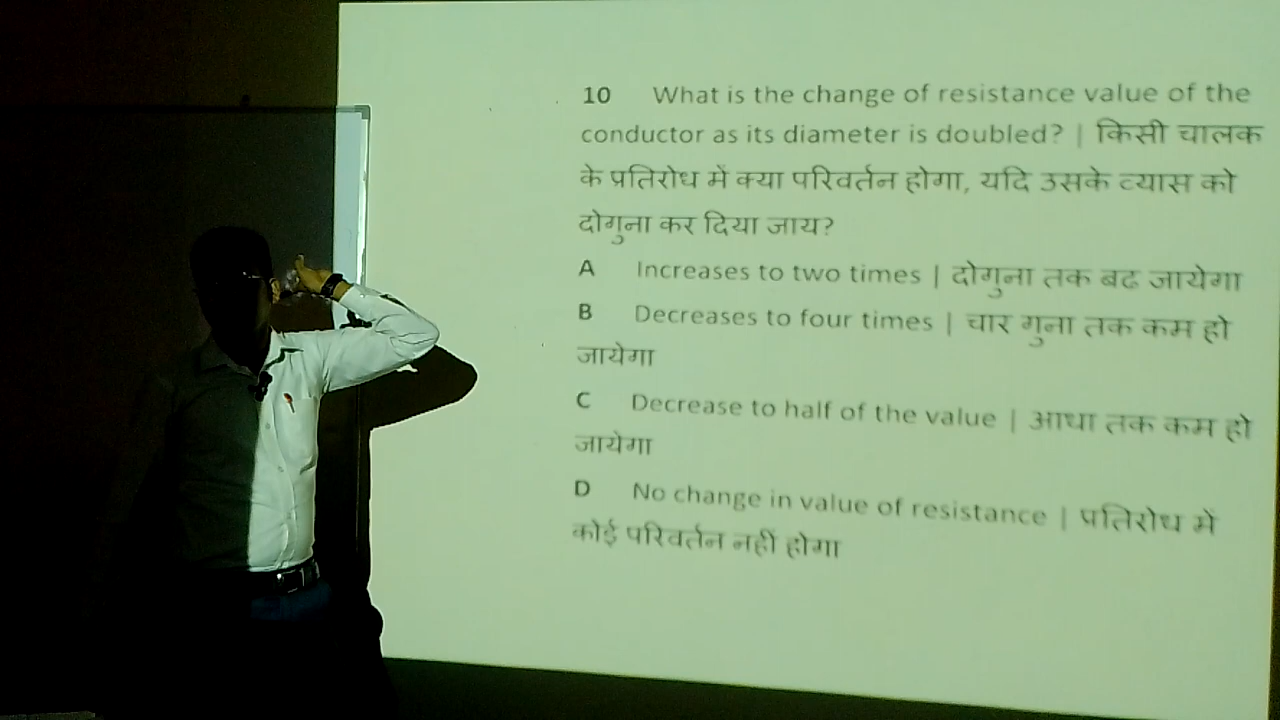 10 What is the change of resistance value of the
conductor as its diameter is doubled? | किसी चालक
के प्रतिरोध में क्या परिवर्तन होगा, यदि उसके व्यास को
दोगुना कर दिया जाय?
A Increases to two times | दोगुना तक बढ जायेगा
B Decreases to four times | चार गुना तक कम हो
जायेगा
C Decrease to half of the value | आधा तक कम हो
जायेगा
D No change in value of resistance | प्रतिरोध में
कोई परिवर्तन नहीं होगा